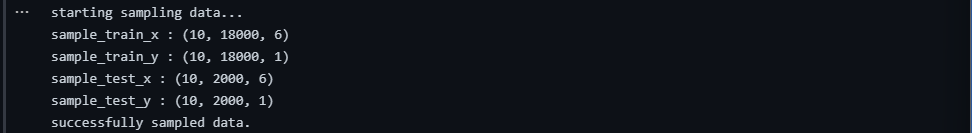 ... starting sampling data...
sample_train_x : (10, 18000, 6)
sample_train_y : (10, 18000, 1)
sample_test_x : (10, 2000, 6)
sample_test_y : (10, 2000, 1)
successfully sampled data.